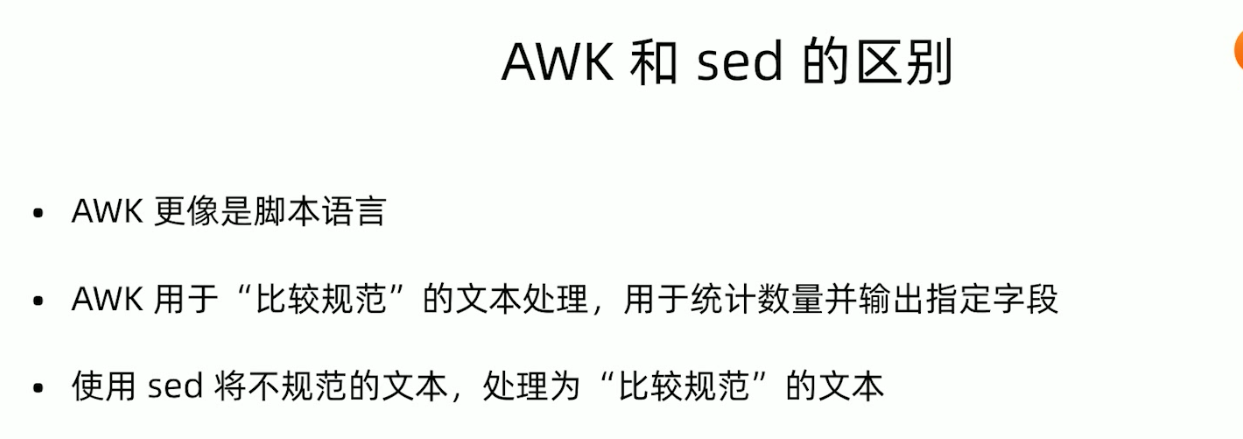 AWK 和 sed 的区别
• AWK 更像是脚本语言
• AWK 用于“比较规范”的文本处理，用于统计数量并输出指定字段
• 使用 sed 将不规范的文本，处理为“比较规范”的文本